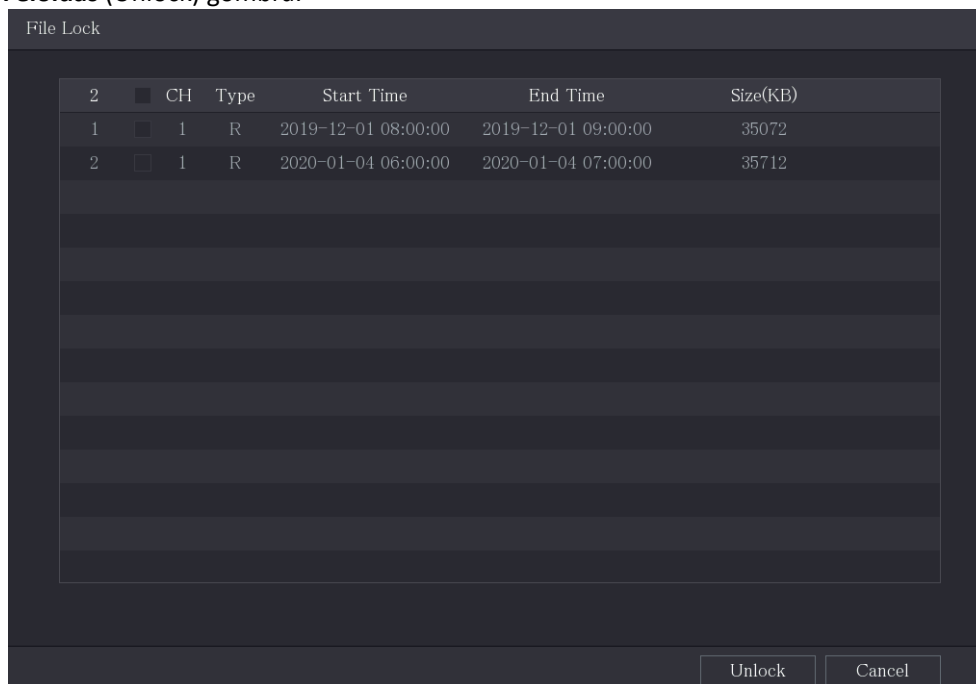 (Unlock) gombra.
File Lock
2 CH Type Start Time End Time Size(KB)
1 1 R 2019-12-01 08:00:00 2019-12-01 09:00:00 35072
2 1 R 2020-01-04 06:00:00 2020-01-04 07:00:00 35712
Unlock Cancel